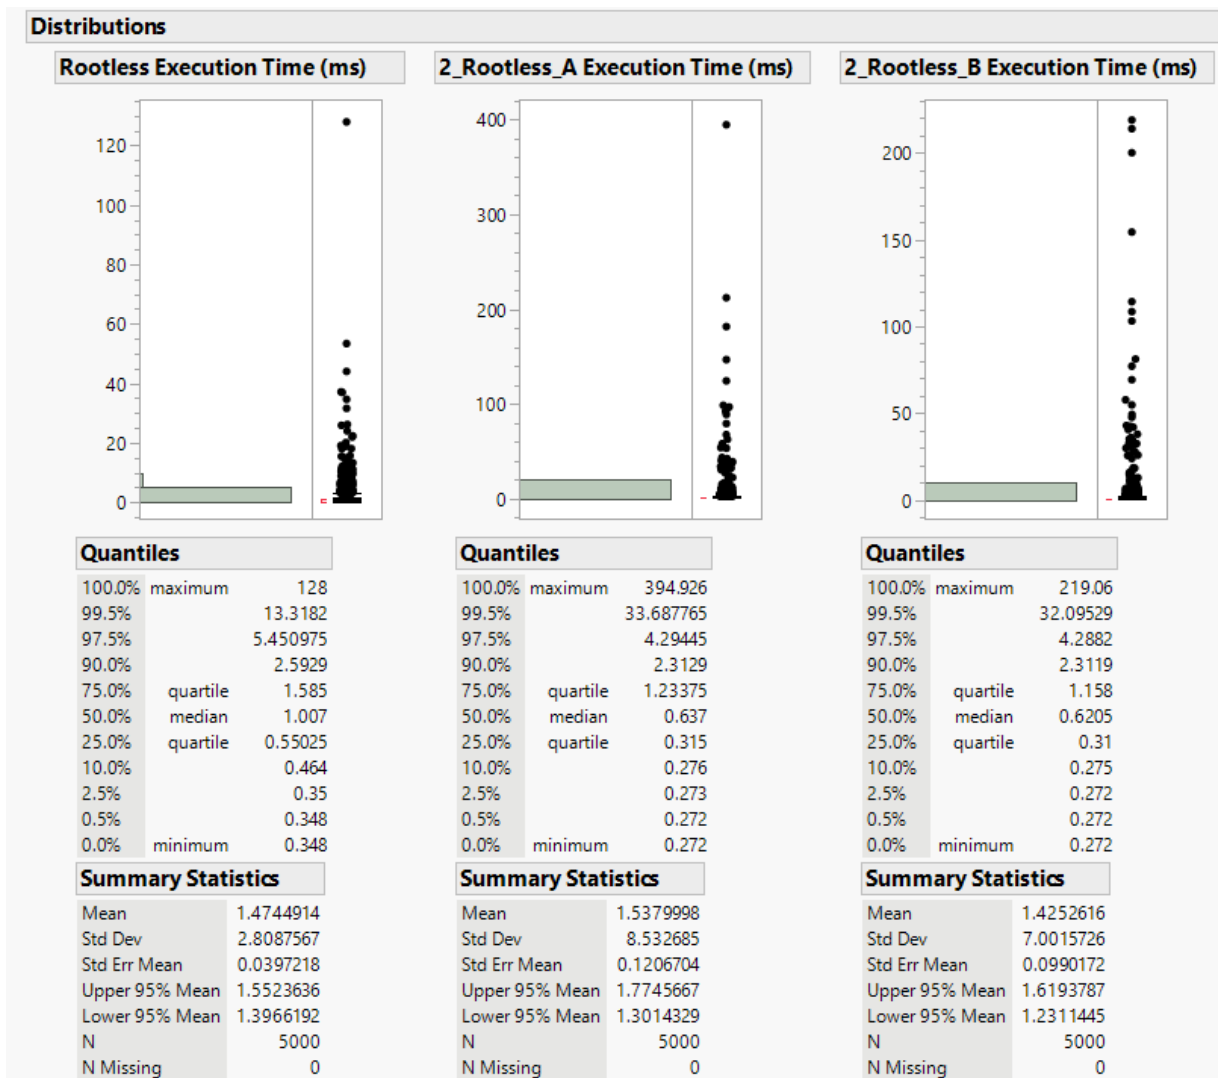 Distributions
Rootless Execution Time (ms)
120
100
80
60
40
20
0
Quantiles
100.0% maximum 128
99.5% 13.3182
97.5% 5.450975
90.0% 2.5929
75.0% quartile 1.585
50.0% median 1.007
25.0% quartile 0.55025
10.0% 0.464
2.5% 0.35
0.5% 0.348
0.0% minimum 0.348
Summary Statistics
Mean 1.4744914
Std Dev 2.8087567
Std Err Mean 0.0397218
Upper 95% Mean 1.5523636
Lower 95% Mean 1.3966192
N 5000
N Missing 0
2_Rootless_A Execution Time (ms)
400
300
200
100
0
Quantiles
100.0% maximum 394.926
99.5% 33.687765
97.5% 4.29445
90.0% 2.3129
75.0% quartile 1.23375
50.0% median 0.637
25.0% quartile 0.315
10.0% 0.276
2.5% 0.273
0.5% 0.272
0.0% minimum 0.272
Summary Statistics
Mean 1.5379998
Std Dev 8.532685
Std Err Mean 0.1206704
Upper 95% Mean 1.7745667
Lower 95% Mean 1.3014329
N 5000
N Missing 0
2_Rootless_B Execution Time (ms)
200
150
100
50
0
Quantiles
100.0% maximum 219.06
99.5% 32.09529
97.5% 4.2882
90.0% 2.3119
75.0% quartile 1.158
50.0% median 0.6205
25.0% quartile 0.31
10.0% 0.275
2.5% 0.272
0.5% 0.272
0.0% minimum 0.272
Summary Statistics
Mean 1.4252616
Std Dev 7.0015726
Std Err Mean 0.0990172
Upper 95% Mean 1.6193787
Lower 95% Mean 1.2311445
N 5000
N Missing 0